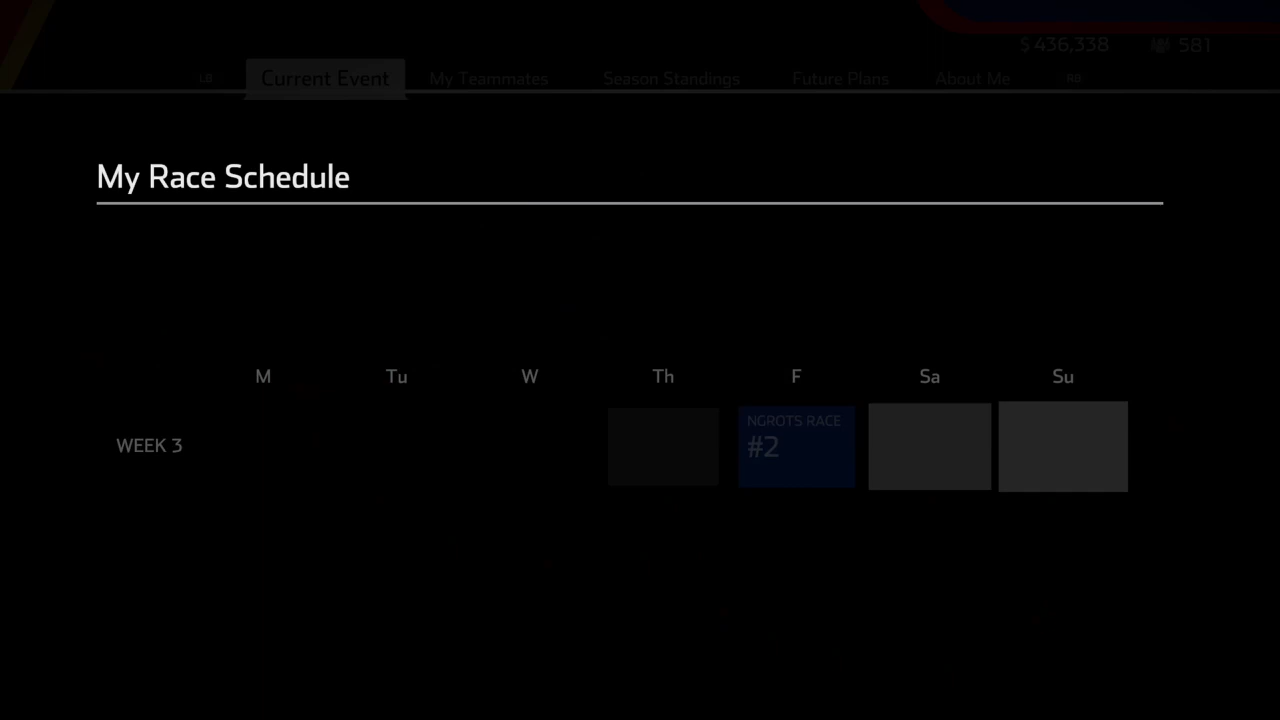 $ 436,338 581
LB Current Event My Teammates Season Standings Future Plans About Me RB
My Race Schedule
M Tu W Th F Sa Su
WEEK 3
NGROTS RACE
#2